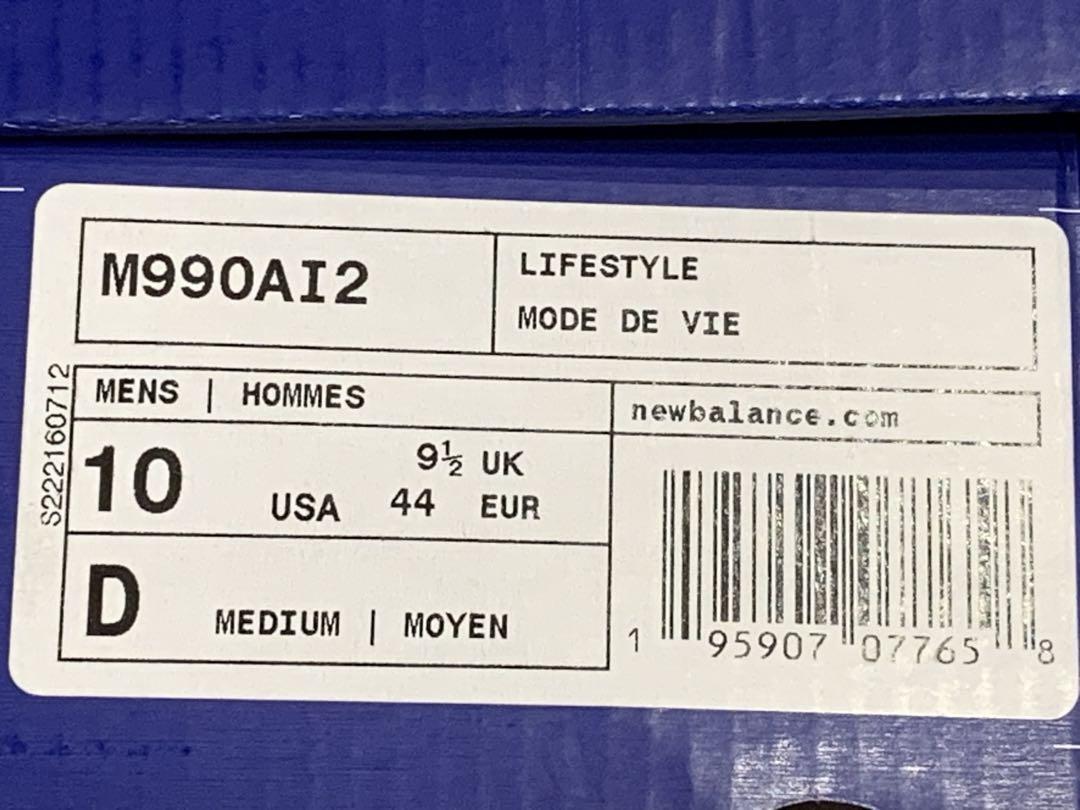 M990AI2
LIFESTYLE
MODE DE VIE
MENS | HOMMES
newbalance.com
10 USA
9½ UK
44 EUR
D MEDIUM | MOYEN
S222160712
1 95907 07765 8